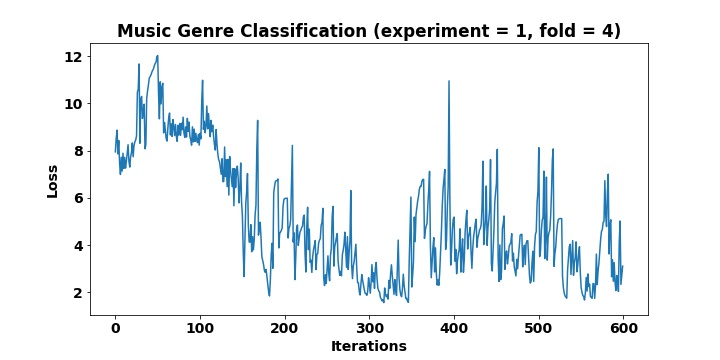 Music Genre Classification (experiment = 1, fold = 4)
12
10
8
6
4
2
Loss
0 100 200 300 400 500 600
Iterations